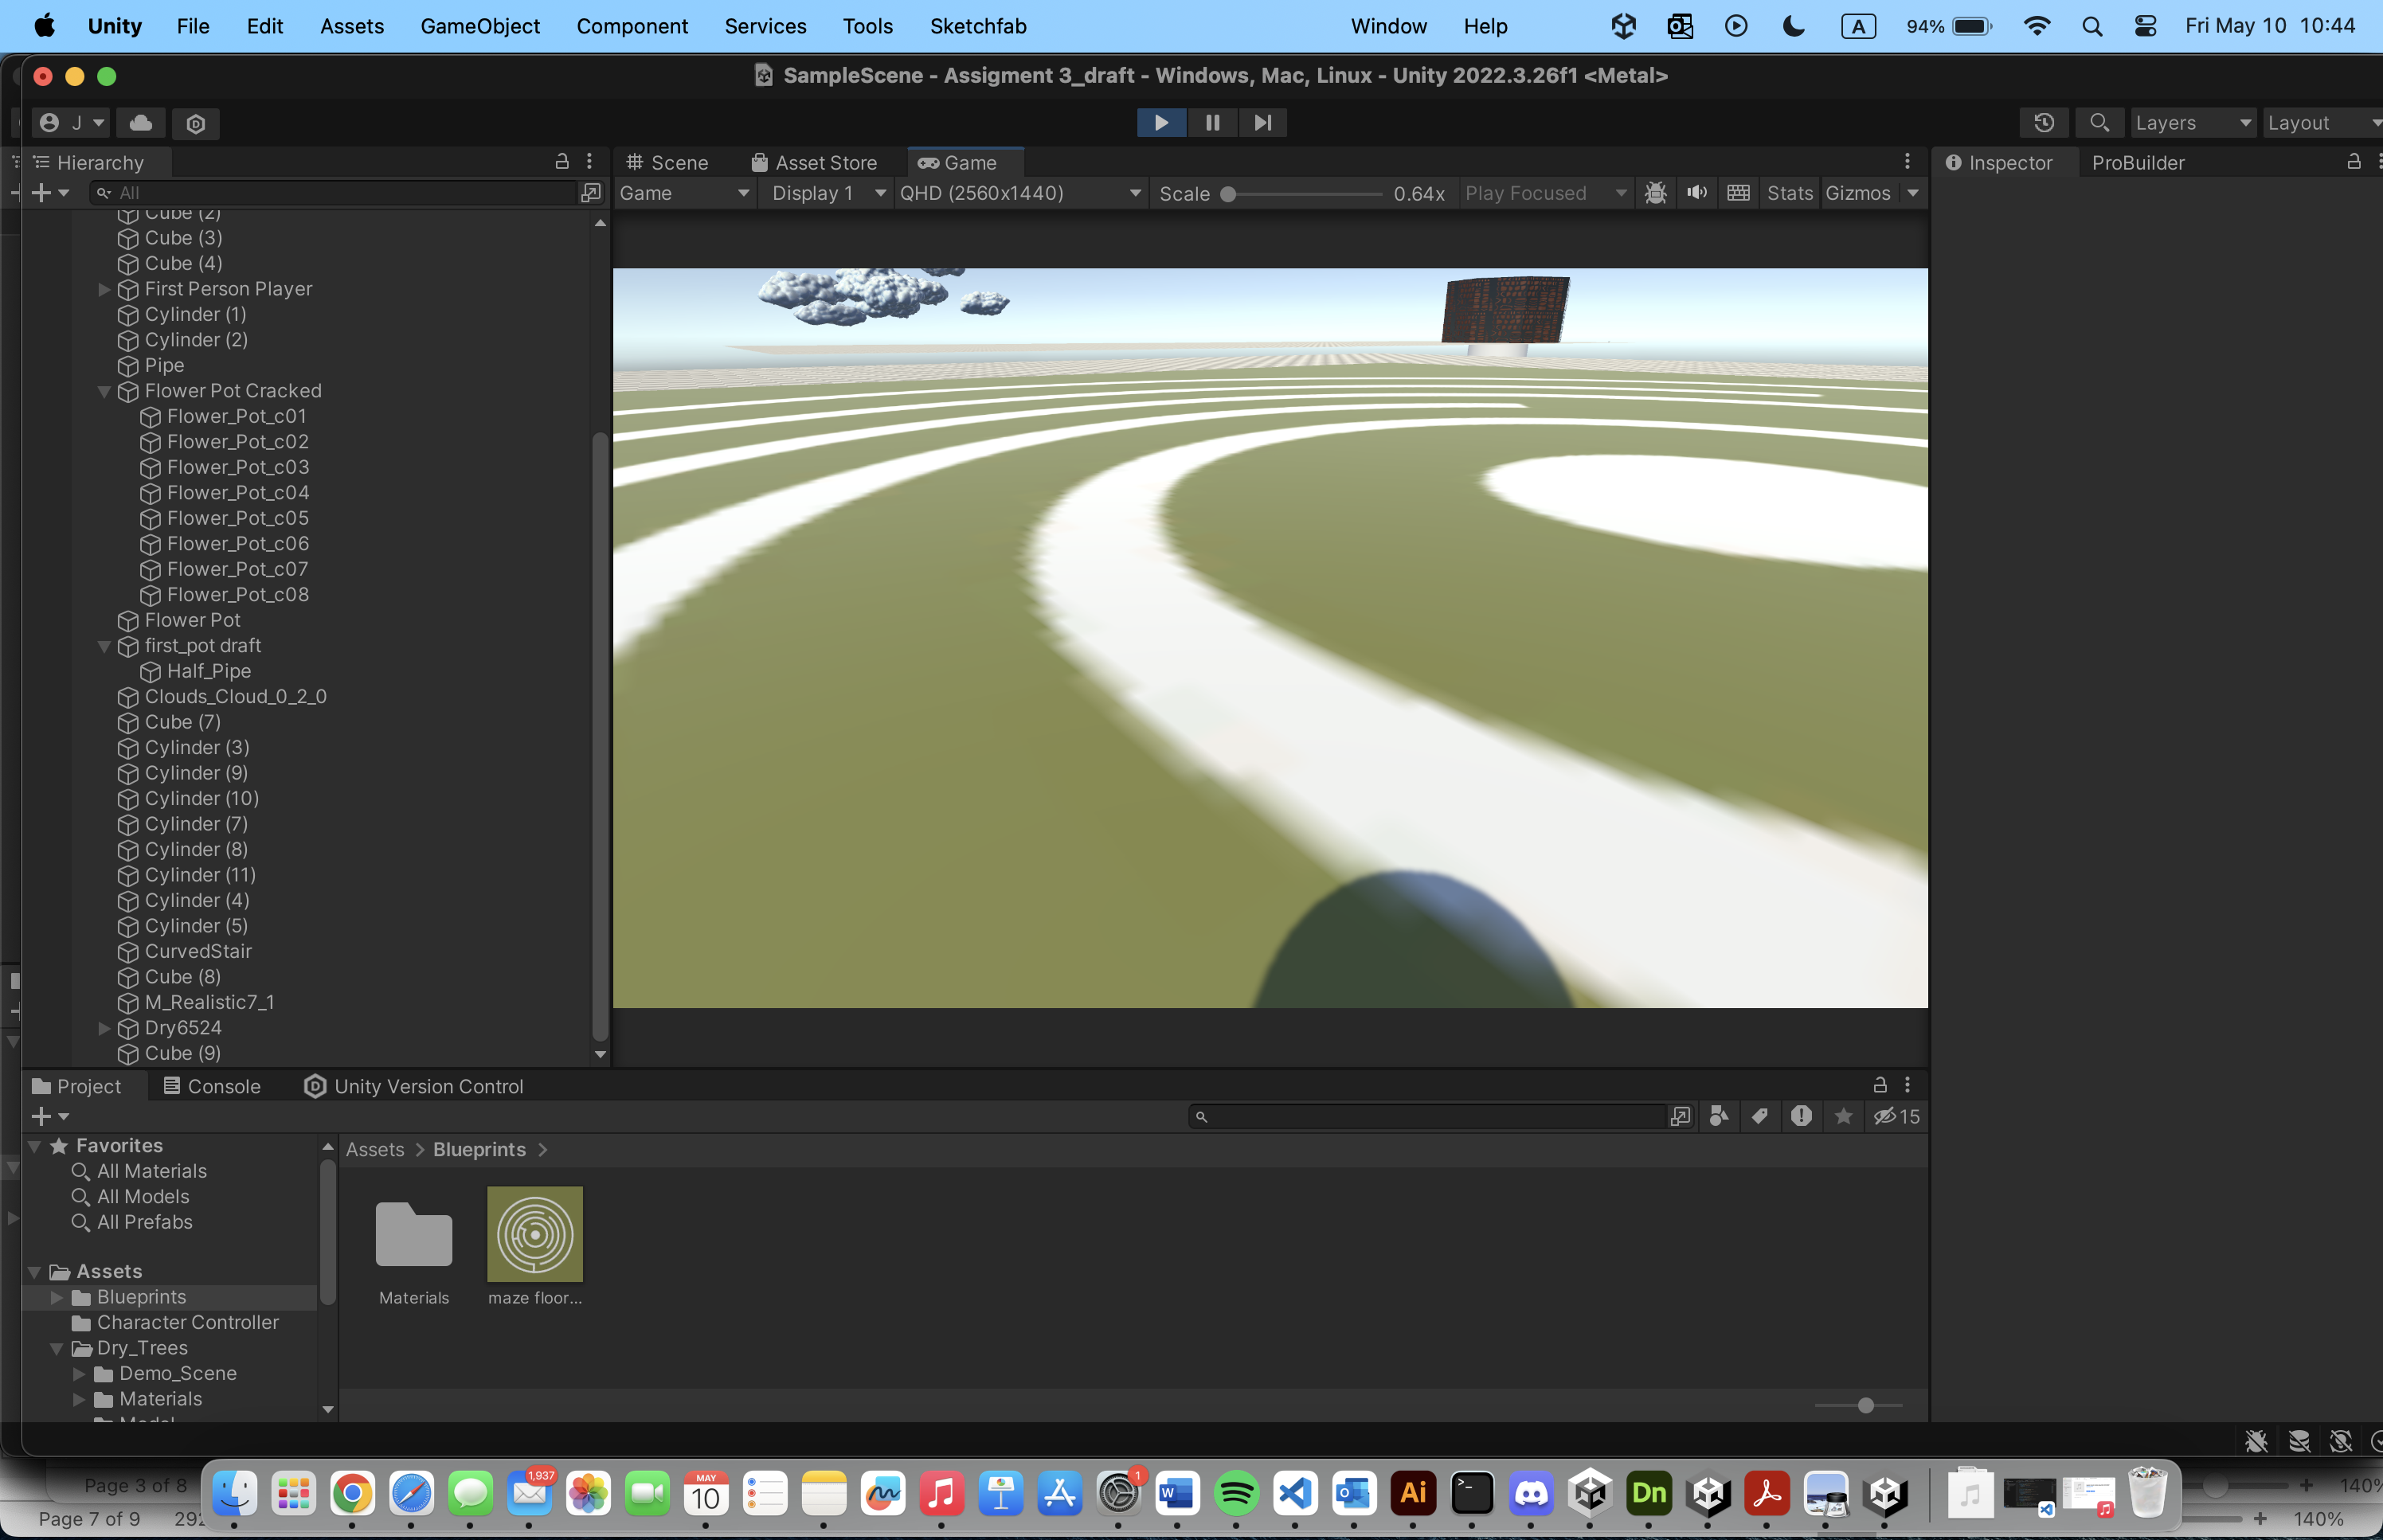 Unity File Edit Assets GameObject Component Services Tools Sketchfab Window Help A 94% Fri May 10 10:44
SampleScene - Assigment 3_draft - Windows, Mac, Linux - Unity 2022.3.26f1 <Metal>
J Layers Layout
Hierarchy Scene Asset Store Game Inspector ProBuilder
All Game Display 1 QHD (2560x1440) Scale 0.64x Play Focused Stats Gizmos
Cube (2)
Cube (3)
Cube (4)
First Person Player
Cylinder (1)
Cylinder (2)
Pipe
Flower Pot Cracked
Flower_Pot_c01
Flower_Pot_c02
Flower_Pot_c03
Flower_Pot_c04
Flower_Pot_c05
Flower_Pot_c06
Flower_Pot_c07
Flower_Pot_c08
Flower Pot
first_pot draft
Half_Pipe
Clouds_Cloud_0_2_0
Cube (7)
Cylinder (3)
Cylinder (9)
Cylinder (10)
Cylinder (7)
Cylinder (8)
Cylinder (11)
Cylinder (4)
Cylinder (5)
CurvedStair
Cube (8)
M_Realistic7_1
Dry6524
Cube (9)
Project Console Unity Version Control
15
Favorites
All Materials
All Models
All Prefabs
Assets
Blueprints
Character Controller
Dry_Trees
Demo_Scene
Materials
Assets > Blueprints >
Materials maze floor...
Page 3 of 8 140%
Page 7 of 9 292 140%
1,937
MAY
10
1
W
O
Ai
>_
Dn